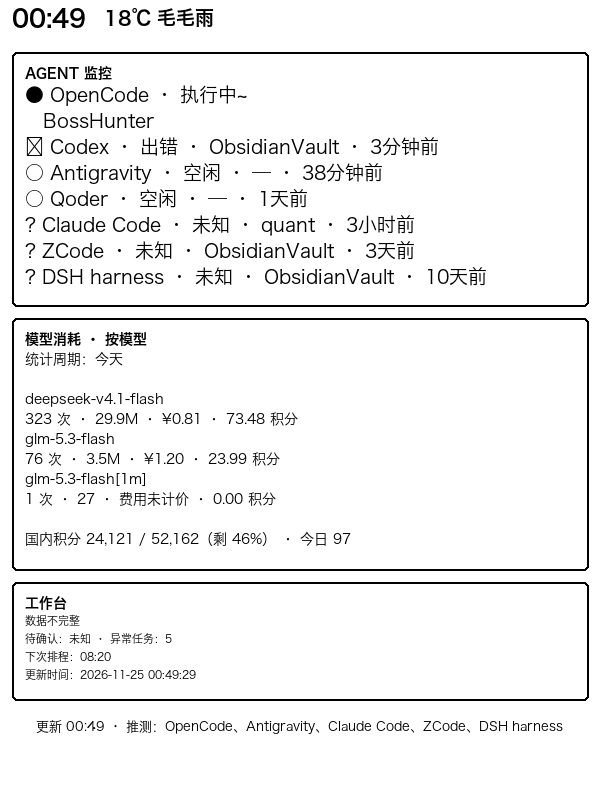 00:49 18℃ 毛毛雨
AGENT 监控
● OpenCode · 执行中~
BossHunter
☒ Codex · 出错 · ObsidianVault · 3分钟前
○ Antigravity · 空闲 · — · 38分钟前
○ Qoder · 空闲 · — · 1天前
? Claude Code · 未知 · quant · 3小时前
? ZCode · 未知 · ObsidianVault · 3天前
? DSH harness · 未知 · ObsidianVault · 10天前
模型消耗 · 按模型
统计周期：今天
deepseek-v4.1-flash
323 次 · 29.9M · ¥0.81 · 73.48 积分
glm-5.3-flash
76 次 · 3.5M · ¥1.20 · 23.99 积分
glm-5.3-flash[1m]
1 次 · 27 · 费用未计价 · 0.00 积分
国内积分 24,121 / 52,162（剩 46%） · 今日 97
工作台
数据不完整
待确认：未知 · 异常任务：5
下次排程：08:20
更新时间：2026-11-25 00:49:29
更新 00:49 · 推测：OpenCode、Antigravity、Claude Code、ZCode、DSH harness